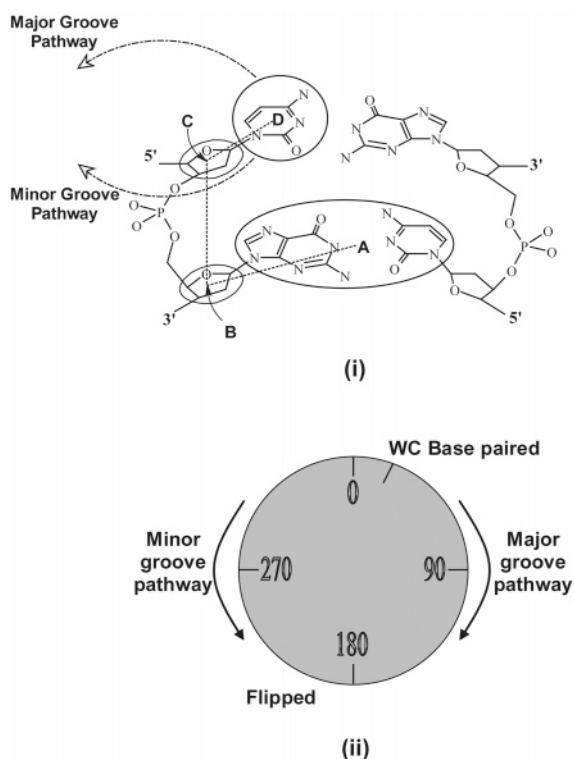 Major Groove
Pathway
C
D
N
N
N
O
O
N
N
N
N
N
O
5'
3'
O
O
Minor Groove
Pathway
O
P
O
O
O
O
N
N
N
N
N
O
A
N
N
N
O
O
P
O
O
O
O
3'
B
O
5'
(i)
WC Base paired
0
Minor
groove
pathway
270
90
Major
groove
pathway
180
Flipped
(ii)